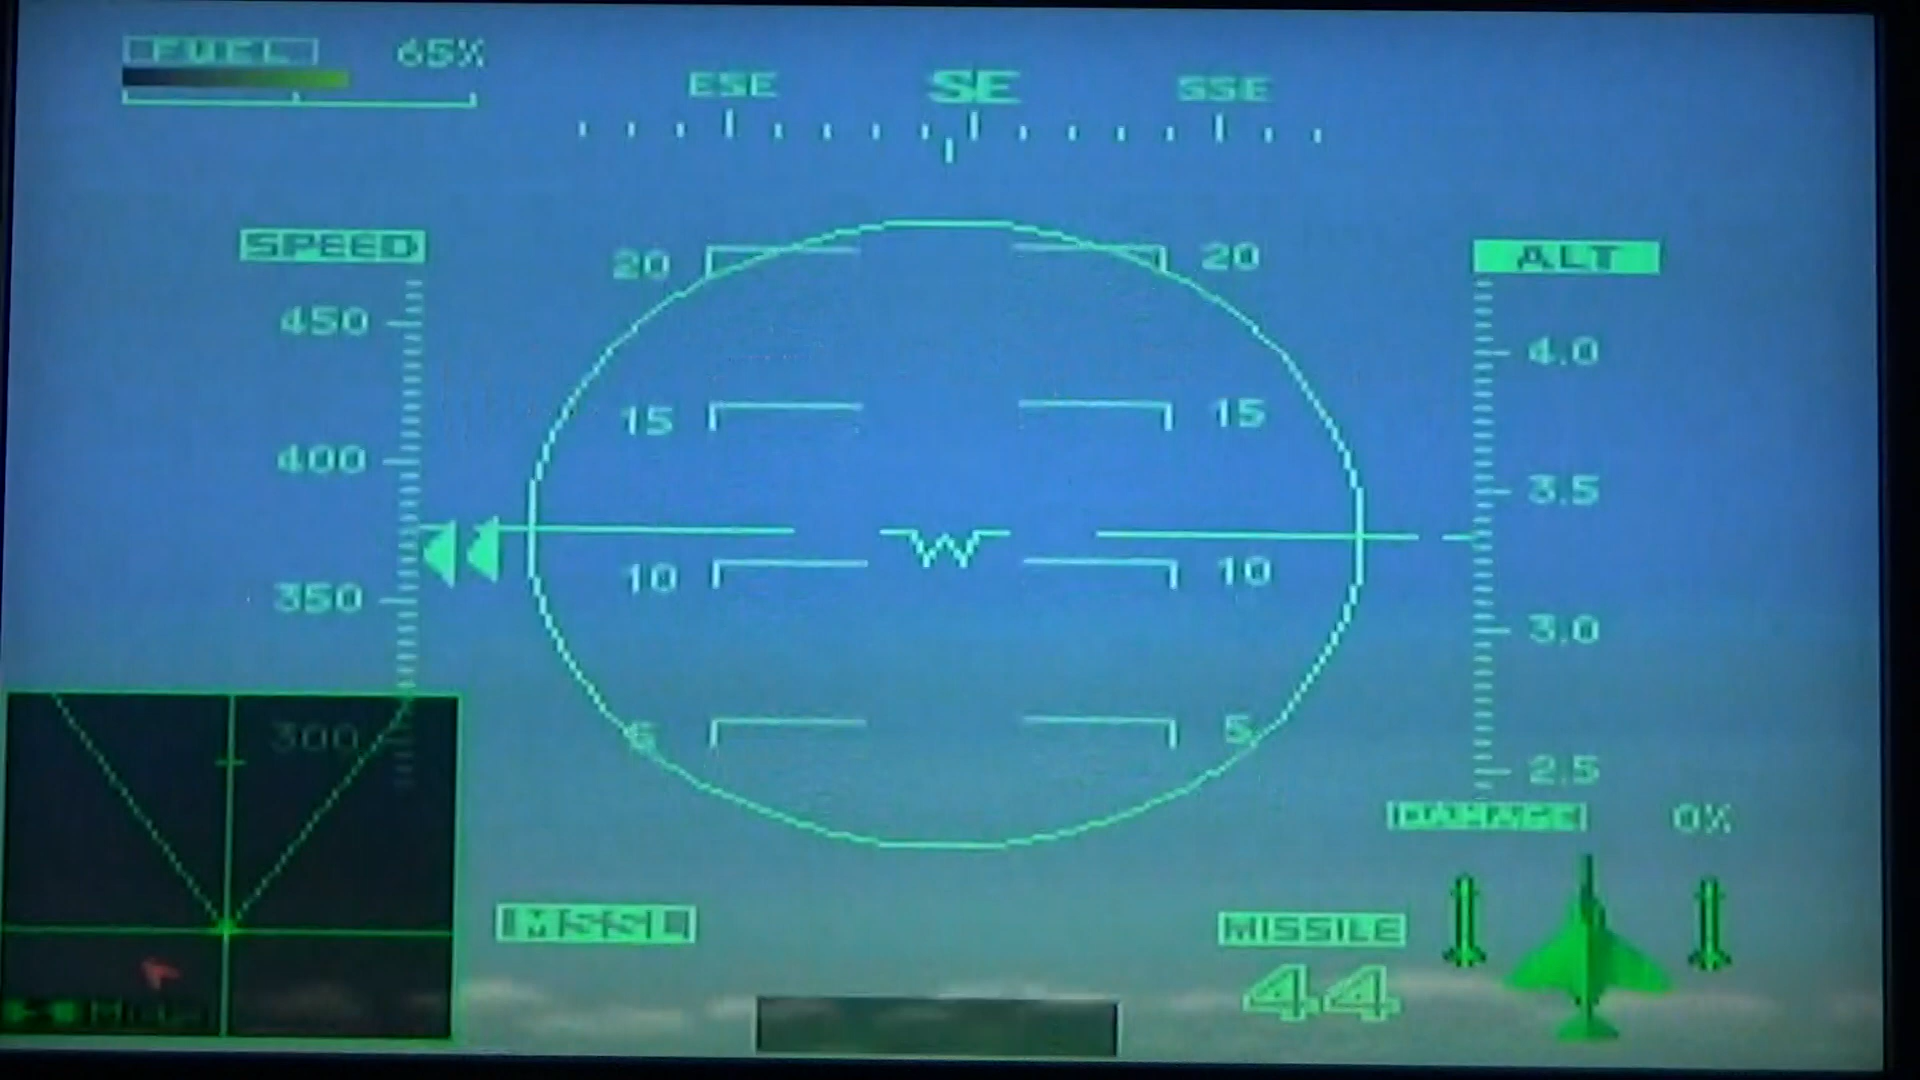 FUEL 65%
ESE SE SSE
SPEED ALT
20 20
450 4.0
15 15
400 3.5
10 10
350 3.0
5 5
300 2.5
DAMAGE 0%
MISSILE
44